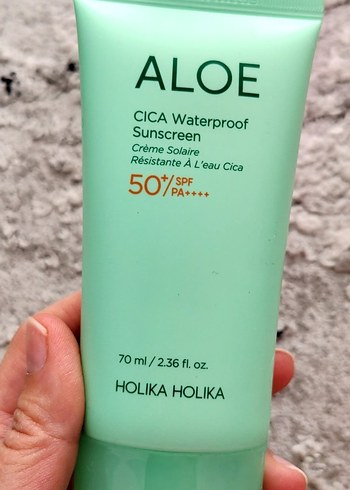 ALOE
CICA Waterproof
Sunscreen
Crème Solaire
Résistante À L'eau Cica
50+/SPF
PA++++
70 ml / 2.36 fl. oz.
HOLIKA HOLIKA